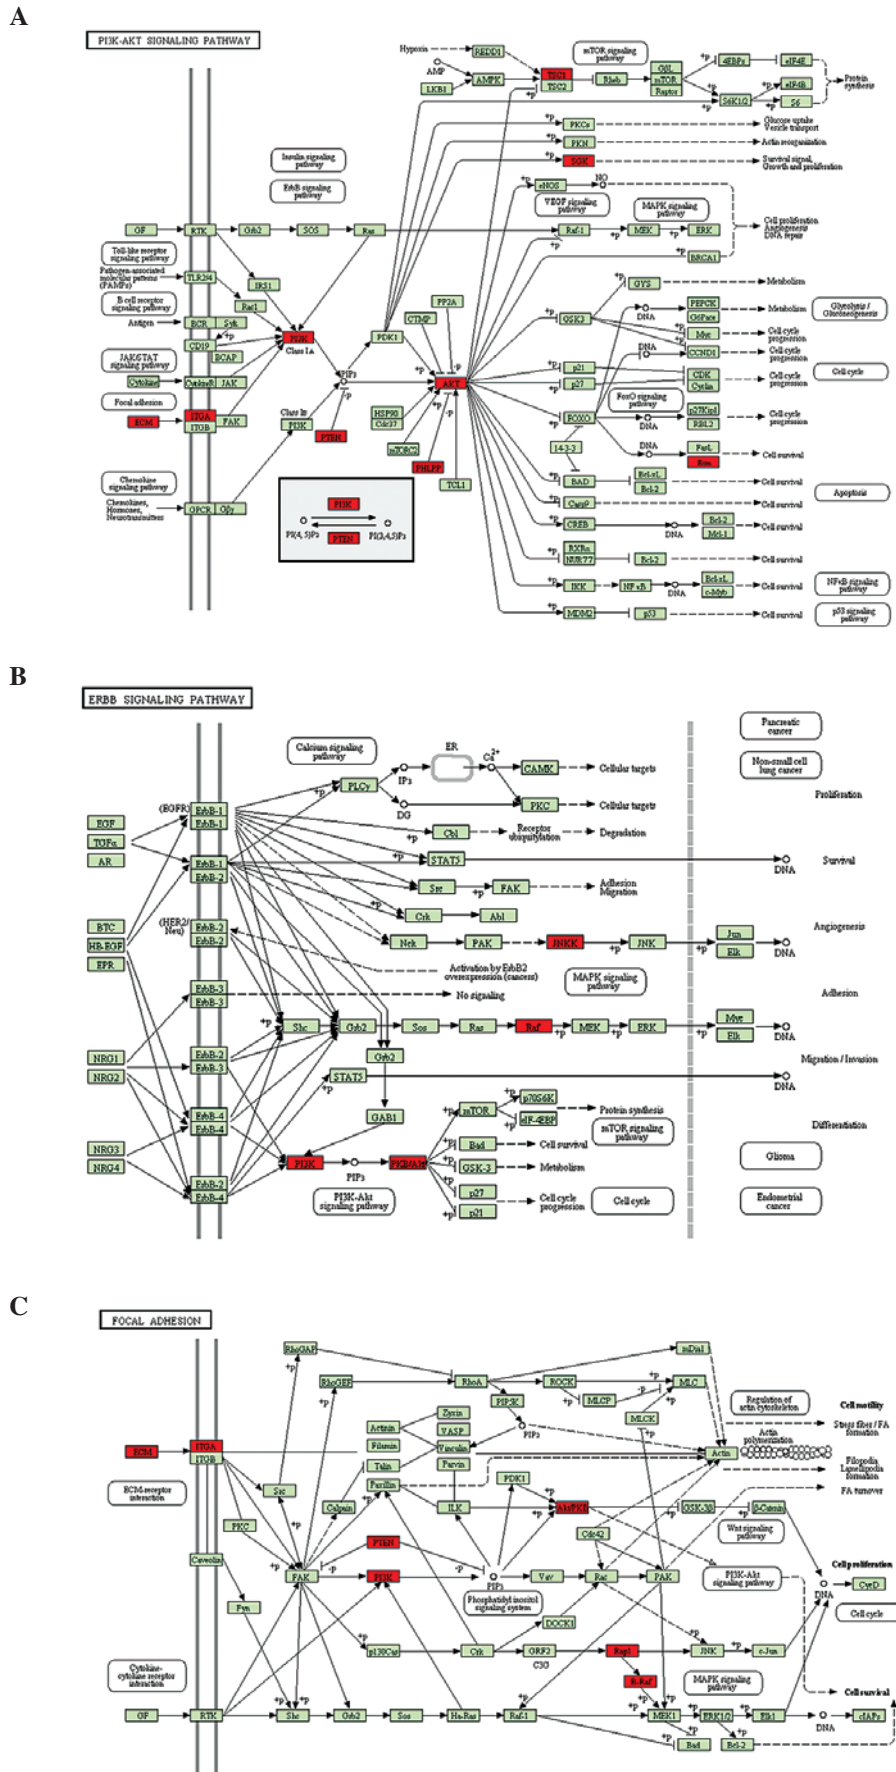 A
PI3K-AKT SIGNALING PATHWAY
Hypoxia
REDD1
mTOR signaling
pathway
AMP
LKB1
AMPK
TSC1
TSC2
Rheb
GβL
mTOR
Raptor
4EBPs
eIF4E
eIF4B
S6K1/2
S6
Protein
synthesis
PKCs
Glucose uptake
Vesicle transport
PKN
Actin reorganization
SGK
Survival signal,
Growth and proliferation
Insulin signaling
pathway
ErbB signaling
pathway
eNOS
NO
VEGF signaling
pathway
MAPK signaling
pathway
GF
RTK
Grb2
SOS
Ras
Raf-1
MEK
ERK
Cell proliferation
Angiogenesis
DNA repair
BRCA1
Toll-like receptor
signaling pathway
Pathogen-associated
molecular patterns
(PAMPs)
TLR2/4
IRS1
Rac1
B cell receptor
signaling pathway
Antigen
BCR
Syk
CD19
BCAP
PI3K
Class IA
PDK1
CTMP
PP2A
GYS
Metabolism
GSK3
DNA
PEPCK
G6Pase
Metabolism
Glycolysis /
Gluconeogenesis
Myc
Cell cycle
progression
DNA
CCND1
Cell cycle
progression
JAK/STAT
signaling pathway
Cytokine
CytokineR
JAK
PIP3
AKT
p21
p27
CDK
Cyclin
Cell cycle
progression
Cell cycle
Focal adhesion
ECM
ITGA
ITGB
FAK
Class IB
PI3K
PTEN
HSP90
Cdc37
mTORC2
PHLPP
TCL1
FoxO signaling
pathway
FOXO
DNA
p27Kip1
RBL2
Cell cycle
progression
14-3-3
DNA
FasL
Bim
Cell survival
Chemokine
signaling pathway
Chemokines,
Hormones,
Neurotransmitters
GPCR
Gβγ
PI3K
PTEN
PI(4, 5)P2
PI(3,4,5)P3
BAD
Bcl-xL
Bcl-2
Cell survival
Apoptosis
Casp9
Cell survival
CREB
DNA
Bcl-2
Mcl-1
Cell survival
RXRα
NUR77
Bcl-2
Cell survival
IKK
NFκB
DNA
Bcl-xL
c-Myb
Cell survival
NFκB signaling
pathway
MDM2
p53
Cell survival
p53 signaling
pathway
B
ERBB SIGNALING PATHWAY
Calcium signaling
pathway
ER
Ca2+
IP3
CAMK
Cellular targets
PLCγ
DG
PKC
Cellular targets
Pancreatic
cancer
Non-small cell
lung cancer
Proliferation
(EGFR)
ErbB-1
ErbB-1
EGF
TGFα
AR
Cbl
Receptor
ubiquitylation
Degradation
ErbB-1
ErbB-2
STAT5
DNA
Survival
Src
FAK
Adhesion
Migration
Crk
Abl
BTC
HB-EGF
EPR
(HER2/
Neu)
ErbB-2
ErbB-2
Nck
PAK
JNKK
JNK
Jun
Elk
DNA
Angiogenesis
Activation by ErbB2
overexpression (cancers)
MAPK signaling
pathway
ErbB-3
ErbB-3
No signaling
Adhesion
Shc
Grb2
Sos
Ras
Raf
MEK
ERK
Myc
Elk
DNA
NRG1
NRG2
ErbB-2
ErbB-3
Grb2
STAT5
DNA
Migration / Invasion
ErbB-4
ErbB-4
GAB1
mTOR
p70S6K
eIF-4EBP
Protein synthesis
mTOR signaling
pathway
Differentiation
NRG3
NRG4
PI3K
PIP3
PKB/Akt
Bad
Cell survival
GSK-3
Metabolism
Glioma
ErbB-2
ErbB-4
PI3K-Akt
signaling pathway
p27
p21
Cell cycle
progression
Cell cycle
Endometrial
cancer
C
FOCAL ADHESION
RhoGAP
mDia1
RhoGEF
RhoA
ROCK
MLC
PIP5K
MLCP
MLCK
Regulation of
actin cytoskeleton
Cell motility
Stress fiber / FA
formation
Actinin
Zyxin
VASP
Filamin
Vinculin
PIP2
Actin
Actin
polymerization
ECM
ITGA
ITGB
Talin
Parvin
Paxillin
Filopodia
Lamellipodia
formation
FA turnover
ECM-receptor
interaction
Src
Calpain
ILK
PDK1
Akt/PKB
GSK-3β
β-Catenin
PKC
PTEN
Cdc42
Wnt signaling
pathway
Caveolin
FAK
PI3K
PIP3
Vav
Rac
PAK
PI3K-Akt
signaling pathway
Cell proliferation
DNA
CycD
Cell cycle
Fyn
Phosphatidyl inositol
signaling system
DOCK1
p130Cas
Crk
GRF2
C3G
Rap1
JNK
c-Jun
B-Raf
MAPK signaling
pathway
Cytokine-
cytokine receptor
interaction
Cell survival
GF
RTK
Shc
Grb2
Sos
Ha-Ras
Raf-1
MEK1
ERK1/2
Elk1
DNA
cIAPs
Bad
Bcl-2